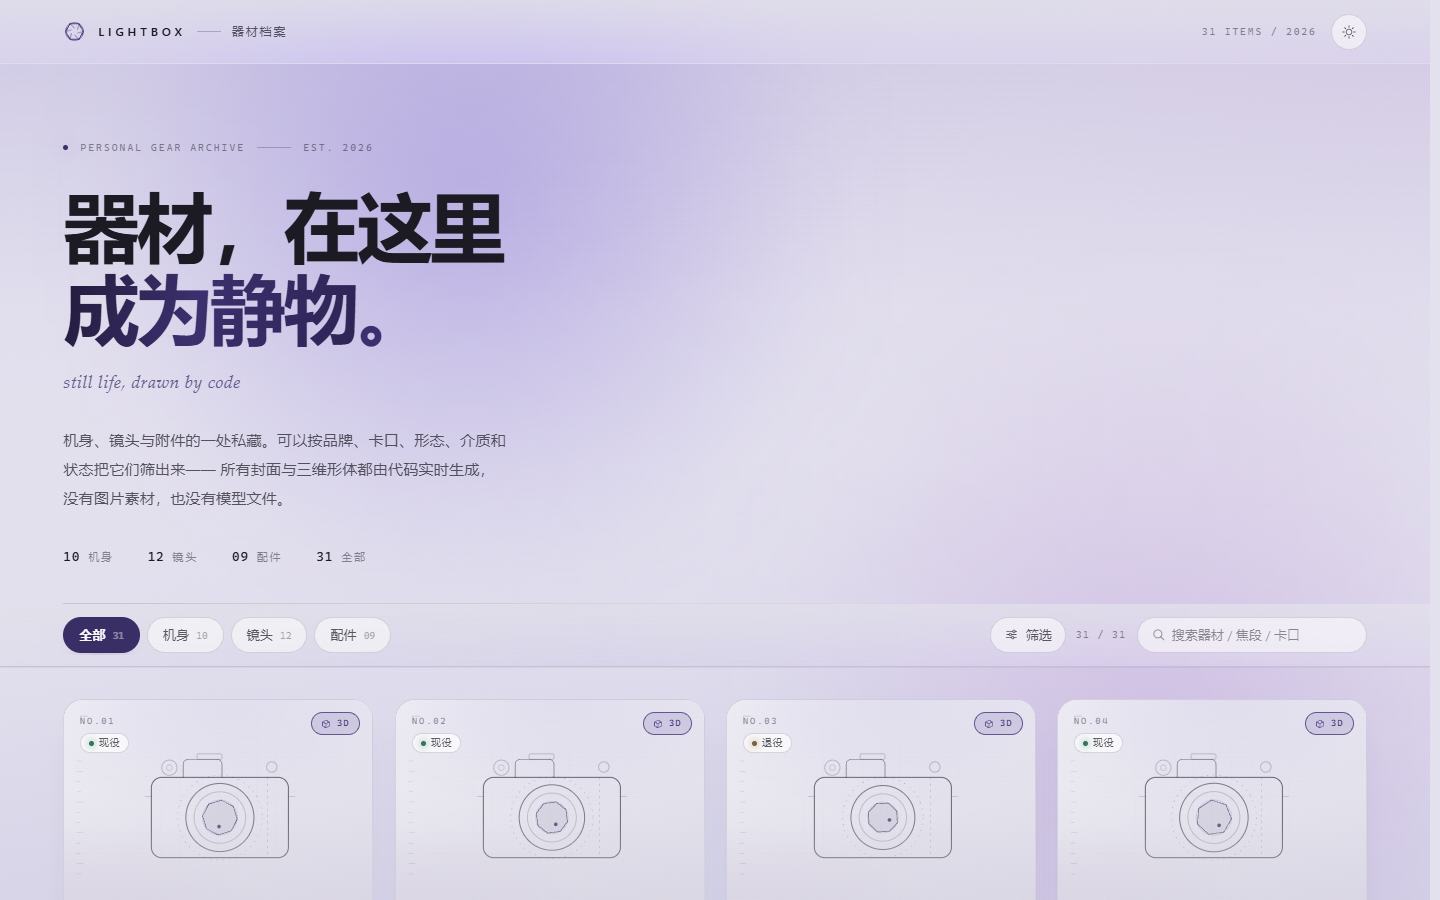 LIGHTBOX 器材档案
31 ITEMS / 2026
PERSONAL GEAR ARCHIVE EST. 2026
器材，在这里
成为静物。
still life, drawn by code
机身、镜头与附件的一处私藏。可以按品牌、卡口、形态、介质和
状态把它们筛出来—— 所有封面与三维形体都由代码实时生成，
没有图片素材，也没有模型文件。
10 机身 12 镜头 09 配件 31 全部
全部 31 机身 10 镜头 12 配件 09
筛选 31 / 31 搜索器材 / 焦段 / 卡口
NO.01 3D
现役
NO.02 3D
现役
NO.03 3D
退役
NO.04 3D
现役